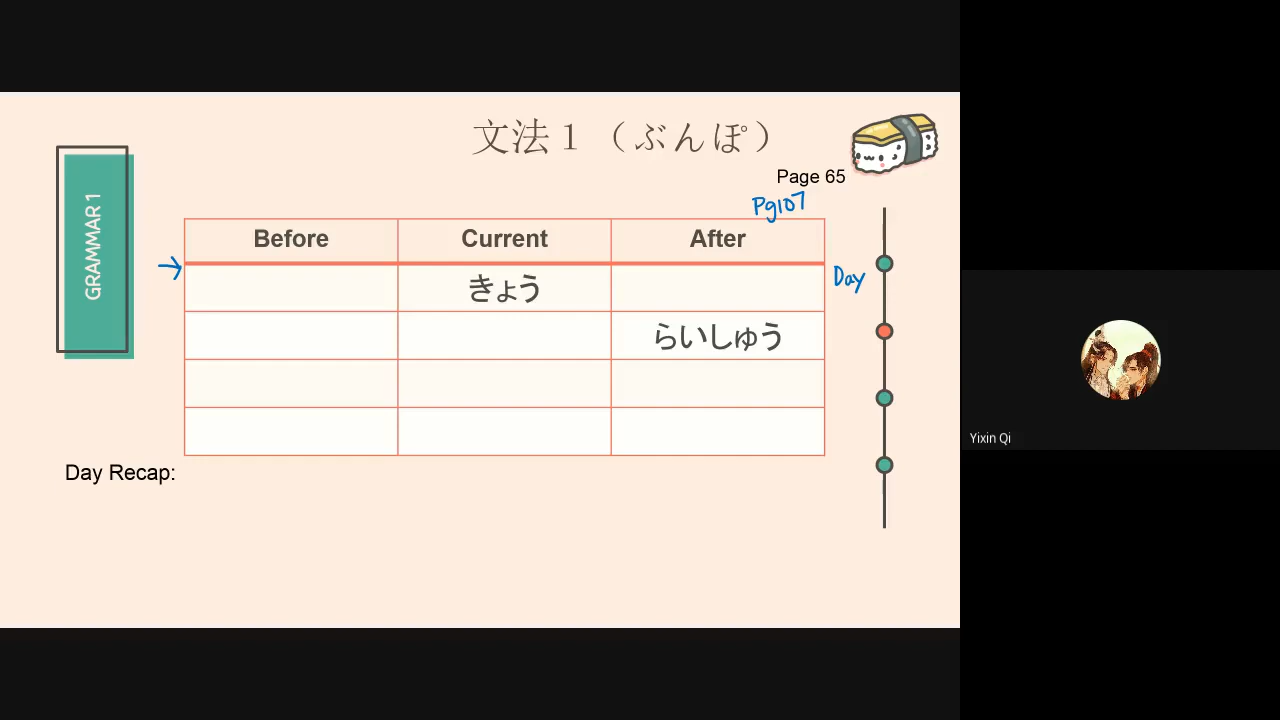 文法１（ぶんぽ）
Page 65
Pg107
GRAMMAR 1
Before Current After
きょう
Day
らいしゅう
Day Recap:
Yixin Qi